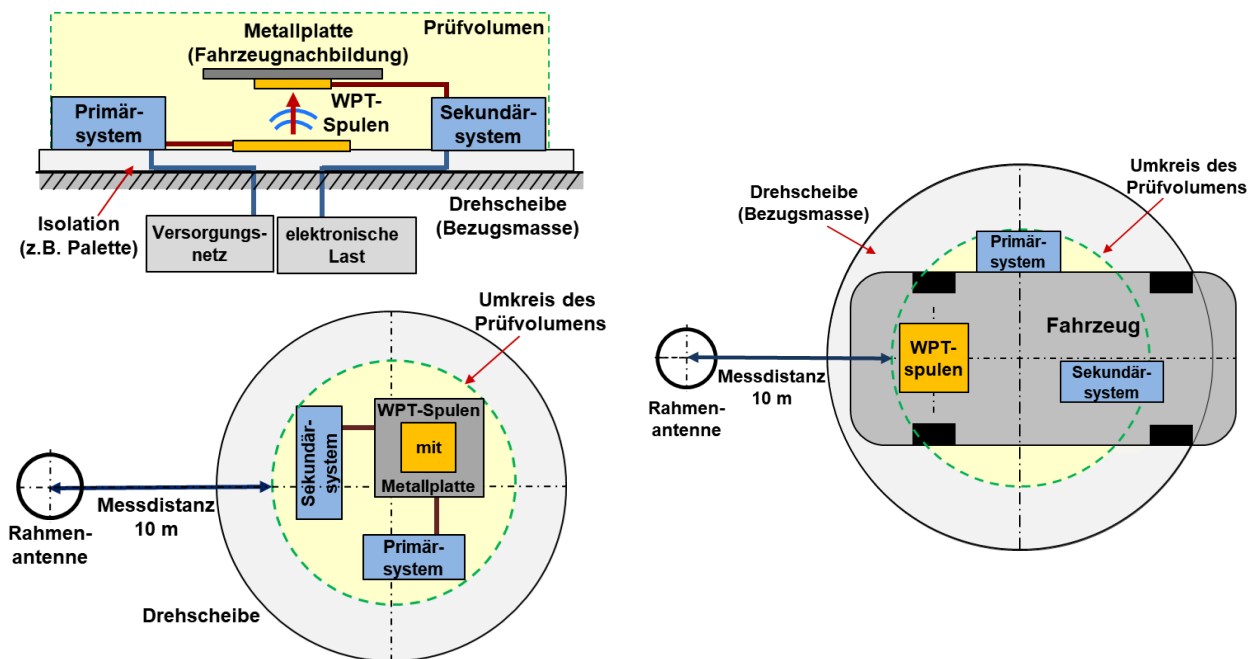 Metallplatte
(Fahrzeugnachbildung)
Prüfvolumen
Primär-
system
WPT-
Spulen
Sekundär-
system
Isolation
(z.B. Palette)
Versorgungs-
netz
elektronische
Last
Drehscheibe
(Bezugsmasse)
Umkreis des
Prüfvolumens
WPT-Spulen
mit
Metallplatte
Sekundär-
system
Primär-
system
Messdistanz
10 m
Rahmen-
antenne
Drehscheibe
Drehscheibe
(Bezugsmasse)
Umkreis des
Prüfvolumens
Primär-
system
Fahrzeug
WPT-
spulen
Sekundär-
system
Messdistanz
10 m
Rahmen-
antenne